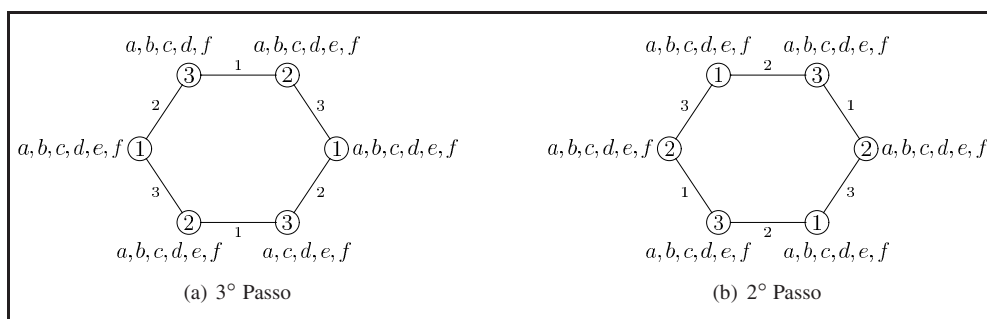 a, b, c, d, f a, b, c, d, e, f a, b, c, d, e, f a, b, c, d, e, f
3 1 2 1 2 3
2 3 3 1
a, b, c, d, e, f 1 1 a, b, c, d, e, f a, b, c, d, e, f 2 2 a, b, c, d, e, f
3 2 1 3
2 1 3 3 2 1
a, b, c, d, e, f a, c, d, e, f a, b, c, d, e, f a, b, c, d, e, f
(a) 3° Passo (b) 2° Passo